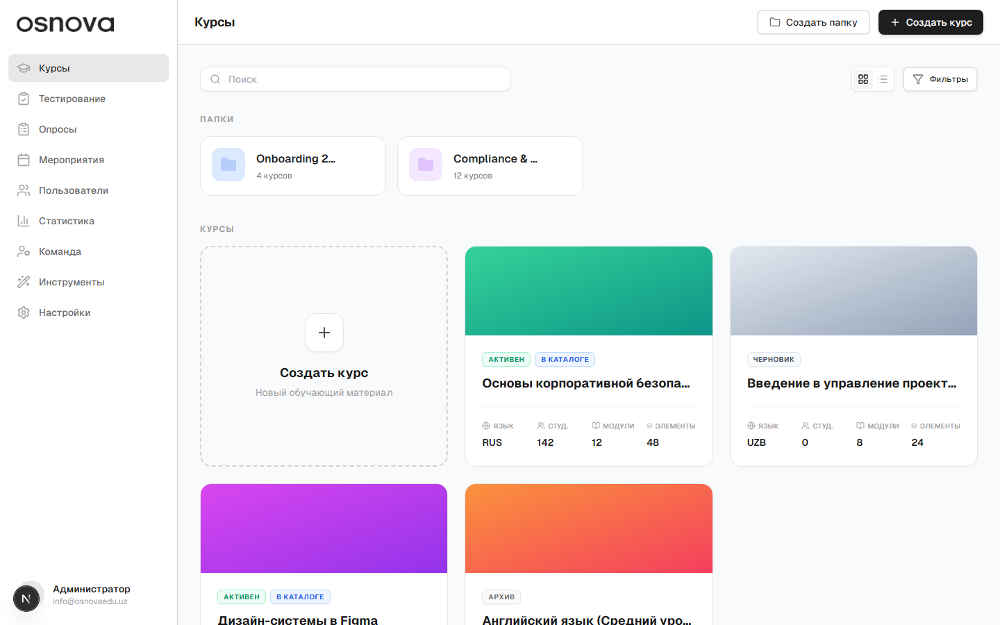 osnova
Курсы
Тестирование
Опросы
Мероприятия
Пользователи
Статистика
Команда
Инструменты
Настройки
N
Администратор
info@osnovaedu.uz
Курсы
Создать папку
Создать курс
Поиск
Фильтры
ПАПКИ
Onboarding 2...
4 курсов
Compliance & ...
12 курсов
КУРСЫ
Создать курс
Новый обучающий материал
АКТИВЕН В КАТАЛОГЕ
Основы корпоративной безопа...
ЯЗЫК СТУД. МОДУЛИ ЭЛЕМЕНТЫ
RUS 142 12 48
ЧЕРНОВИК
Введение в управление проект...
ЯЗЫК СТУД. МОДУЛИ ЭЛЕМЕНТЫ
UZB 0 8 24
АКТИВЕН В КАТАЛОГЕ
Дизайн-системы в Figma
АРХИВ
Английский язык (Средний уро...